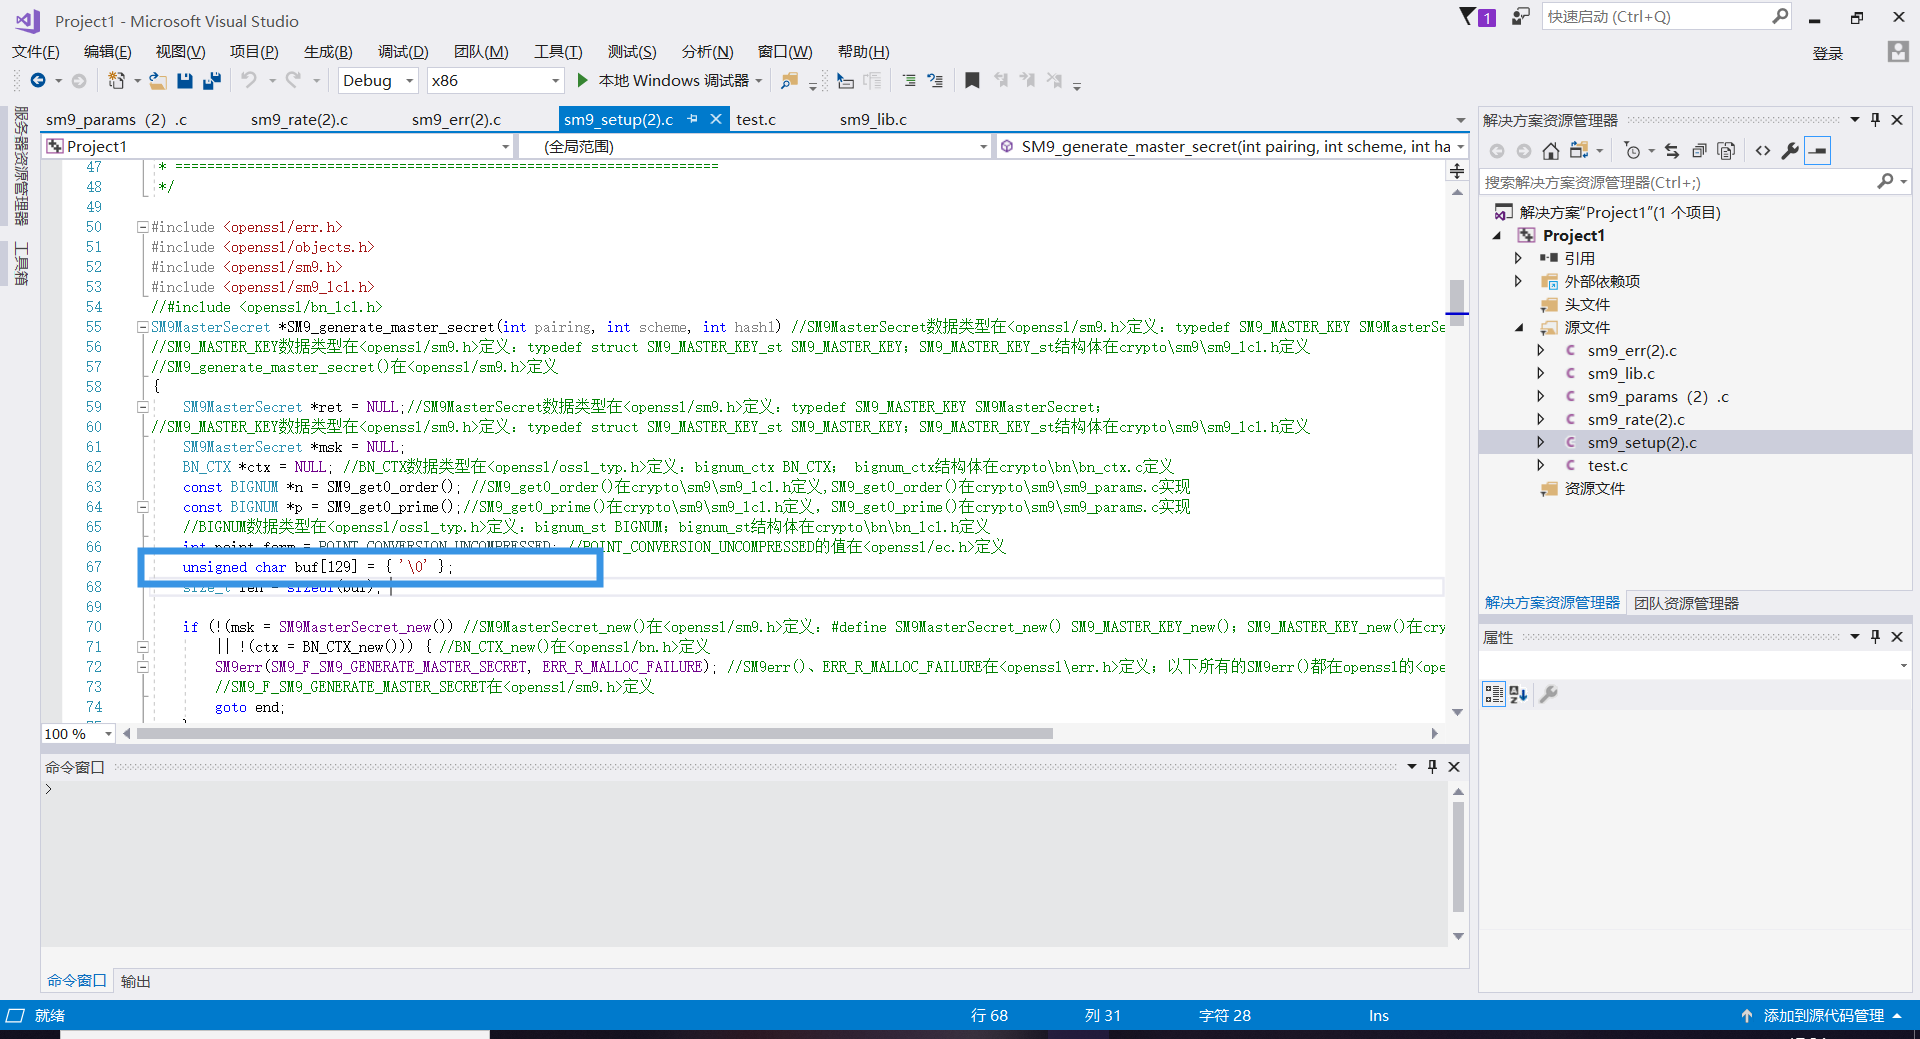 Project1 - Microsoft Visual Studio
1
快速启动 (Ctrl+Q)
文件(F) 编辑(E) 视图(V) 项目(P) 生成(B) 调试(D) 团队(M) 工具(T) 测试(S) 分析(N) 窗口(W) 帮助(H)
登录
Debug x86 本地 Windows 调试器
服务器资源管理器
工具箱
sm9_params（2）.c sm9_rate(2).c sm9_err(2).c sm9_setup(2).c test.c sm9_lib.c
Project1 (全局范围) SM9_generate_master_secret(int pairing, int scheme, int ha
47 * ====================================================================
48 */
49
50 #include <openssl/err.h>
51 #include <openssl/objects.h>
52 #include <openssl/sm9.h>
53 #include <openssl/sm9_lcl.h>
54 //#include <openssl/bn_lcl.h>
55 SM9MasterSecret *SM9_generate_master_secret(int pairing, int scheme, int hash1) //SM9MasterSecret数据类型在<openssl/sm9.h>定义：typedef SM9_MASTER_KEY SM9MasterSe
56 //SM9_MASTER_KEY数据类型在<openssl/sm9.h>定义：typedef struct SM9_MASTER_KEY_st SM9_MASTER_KEY；SM9_MASTER_KEY_st结构体在crypto\sm9\sm9_lcl.h定义
57 //SM9_generate_master_secret()在<openssl/sm9.h>定义
58 {
59 SM9MasterSecret *ret = NULL;//SM9MasterSecret数据类型在<openssl/sm9.h>定义：typedef SM9_MASTER_KEY SM9MasterSecret；
60 //SM9_MASTER_KEY数据类型在<openssl/sm9.h>定义：typedef struct SM9_MASTER_KEY_st SM9_MASTER_KEY；SM9_MASTER_KEY_st结构体在crypto\sm9\sm9_lcl.h定义
61 SM9MasterSecret *msk = NULL;
62 BN_CTX *ctx = NULL; //BN_CTX数据类型在<openssl/ossl_typ.h>定义：bignum_ctx BN_CTX； bignum_ctx结构体在crypto\bn\bn_ctx.c定义
63 const BIGNUM *n = SM9_get0_order(); //SM9_get0_order()在crypto\sm9\sm9_lcl.h定义,SM9_get0_order()在crypto\sm9\sm9_params.c实现
64 const BIGNUM *p = SM9_get0_prime();//SM9_get0_prime()在crypto\sm9\sm9_lcl.h定义，SM9_get0_prime()在crypto\sm9\sm9_params.c实现
65 //BIGNUM数据类型在<openssl/ossl_typ.h>定义：bignum_st BIGNUM；bignum_st结构体在crypto\bn\bn_lcl.h定义
66 int point_form = POINT_CONVERSION_UNCOMPRESSED; //POINT_CONVERSION_UNCOMPRESSED的值在<openssl/ec.h>定义
67 unsigned char buf[129] = { '\0' };
68 size_t len = sizeof(buf);
69
70 if (!(msk = SM9MasterSecret_new()) //SM9MasterSecret_new()在<openssl/sm9.h>定义：#define SM9MasterSecret_new() SM9_MASTER_KEY_new()；SM9_MASTER_KEY_new()在cry
71 || !(ctx = BN_CTX_new())) { //BN_CTX_new()在<openssl/bn.h>定义
72 SM9err(SM9_F_SM9_GENERATE_MASTER_SECRET, ERR_R_MALLOC_FAILURE); //SM9err()、ERR_R_MALLOC_FAILURE在<openssl\err.h>定义；以下所有的SM9err()都在openssl的<ope
73 //SM9_F_SM9_GENERATE_MASTER_SECRET在<openssl/sm9.h>定义
74 goto end;
100 %
命令窗口
>
命令窗口 输出
解决方案资源管理器
搜索解决方案资源管理器(Ctrl+;)
解决方案"Project1"(1 个项目)
Project1
引用
外部依赖项
头文件
源文件
sm9_err(2).c
sm9_lib.c
sm9_params（2）.c
sm9_rate(2).c
sm9_setup(2).c
test.c
资源文件
解决方案资源管理器 团队资源管理器
属性
就绪 行 68 列 31 字符 28 Ins 添加到源代码管理